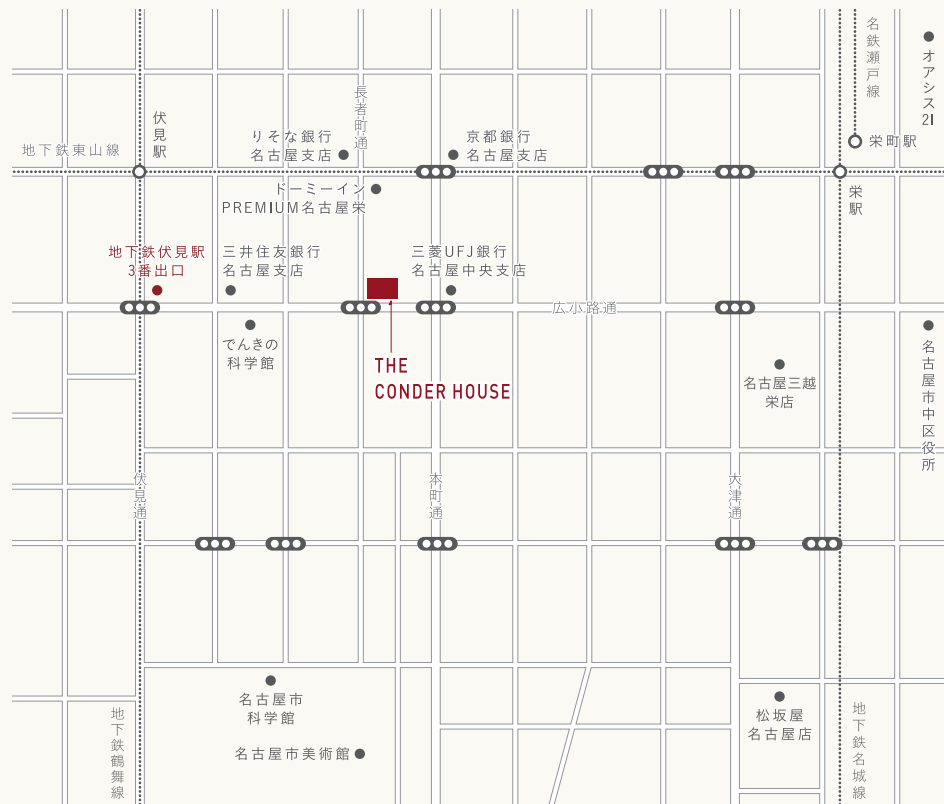 名鉄瀬戸線
オアシス21
長者町通
伏見駅
りそな銀行
名古屋支店
京都銀行
名古屋支店
栄町駅
地下鉄東山線
ドーミーイン
PREMIUM名古屋栄
栄駅
地下鉄伏見駅
3番出口
三井住友銀行
名古屋支店
三菱UFJ銀行
名古屋中央支店
広小路通
でんきの
科学館
THE
CONDER HOUSE
名古屋三越
栄店
名古屋市中区役所
伏見通
本町通
大津通
名古屋市
科学館
名古屋市美術館
松坂屋
名古屋店
地下鉄鶴舞線
地下鉄名城線